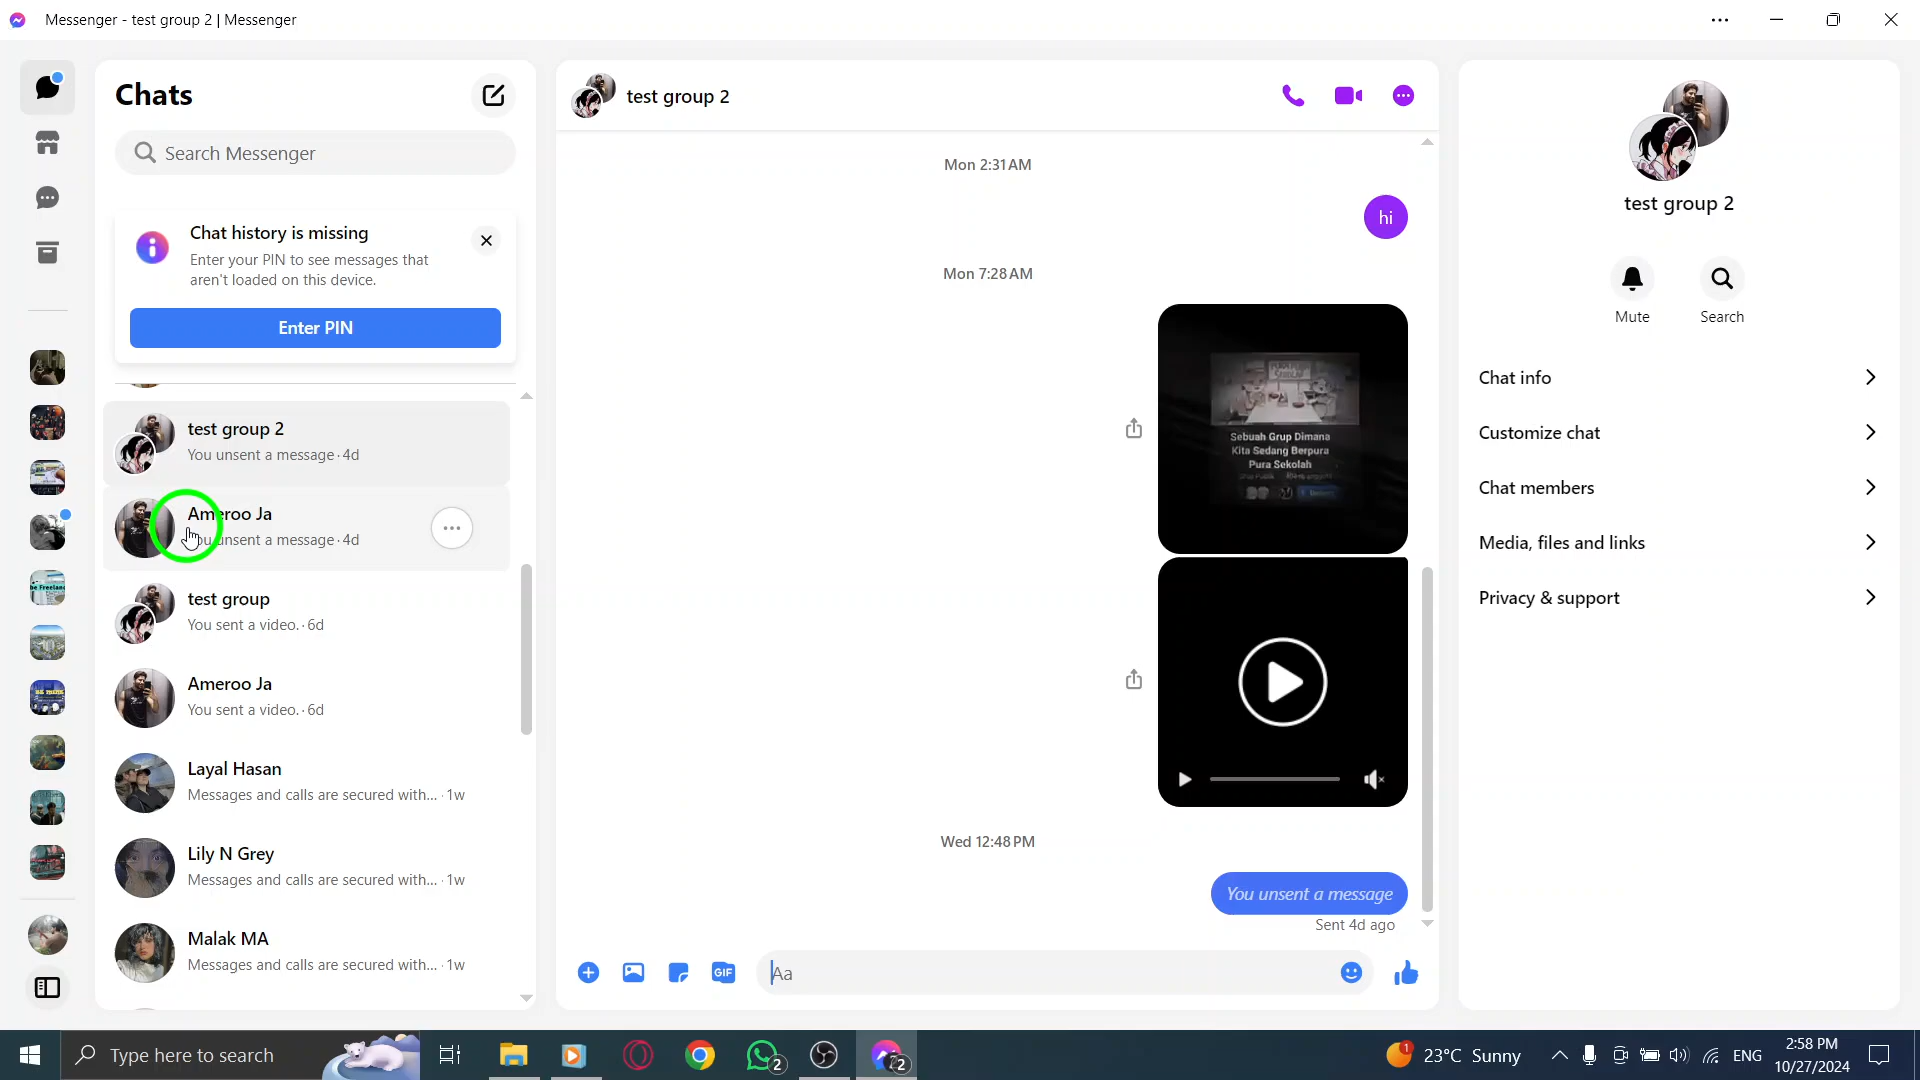 Messenger - test group 2 | Messenger
Chats
Search Messenger
Chat history is missing
Enter your PIN to see messages that
aren't loaded on this device.
Enter PIN
test group 2
You unsent a message · 4d
Ameroo Ja
You unsent a message · 4d
test group
You sent a video. · 6d
Ameroo Ja
You sent a video. · 6d
Layal Hasan
Messages and calls are secured with... · 1w
Lily N Grey
Messages and calls are secured with... · 1w
Malak MA
Messages and calls are secured with... · 1w
test group 2
Mon 2:31 AM
hi
Mon 7:28 AM
Sebuah Grup Dimana
Kita Sedang Berpura
Pura Sekolah
Wed 12:48 PM
You unsent a message
Sent 4d ago
GIF
Aa
test group 2
Mute
Search
Chat info
Customize chat
Chat members
Media, files and links
Privacy & support
Type here to search
2
2
1
23°C Sunny
ENG
2:58 PM
10/27/2024